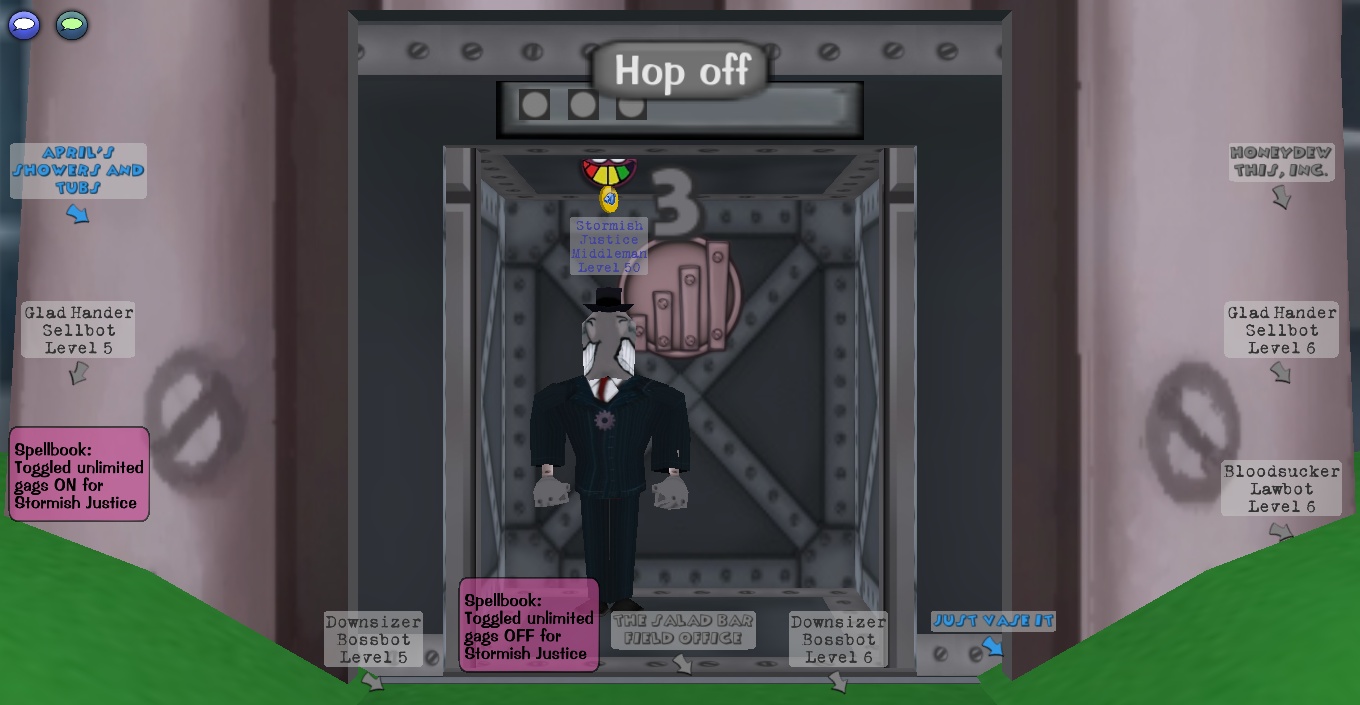 Hop off
3
APRIL'S
SHOWERS AND
TUBS
HONEYDEW
THIS, INC.
Stormish
Justice
Middleman
Level 50
Glad Hander
Sellbot
Level 5
Glad Hander
Sellbot
Level 6
Spellbook:
Toggled unlimited
gags ON for
Stormish Justice
Bloodsucker
Lawbot
Level 6
Spellbook:
Toggled unlimited
gags OFF for
Stormish Justice
Downsizer
Bossbot
Level 5
THE SALAD BAR
FIELD OFFICE
Downsizer
Bossbot
Level 6
JUST VASE IT